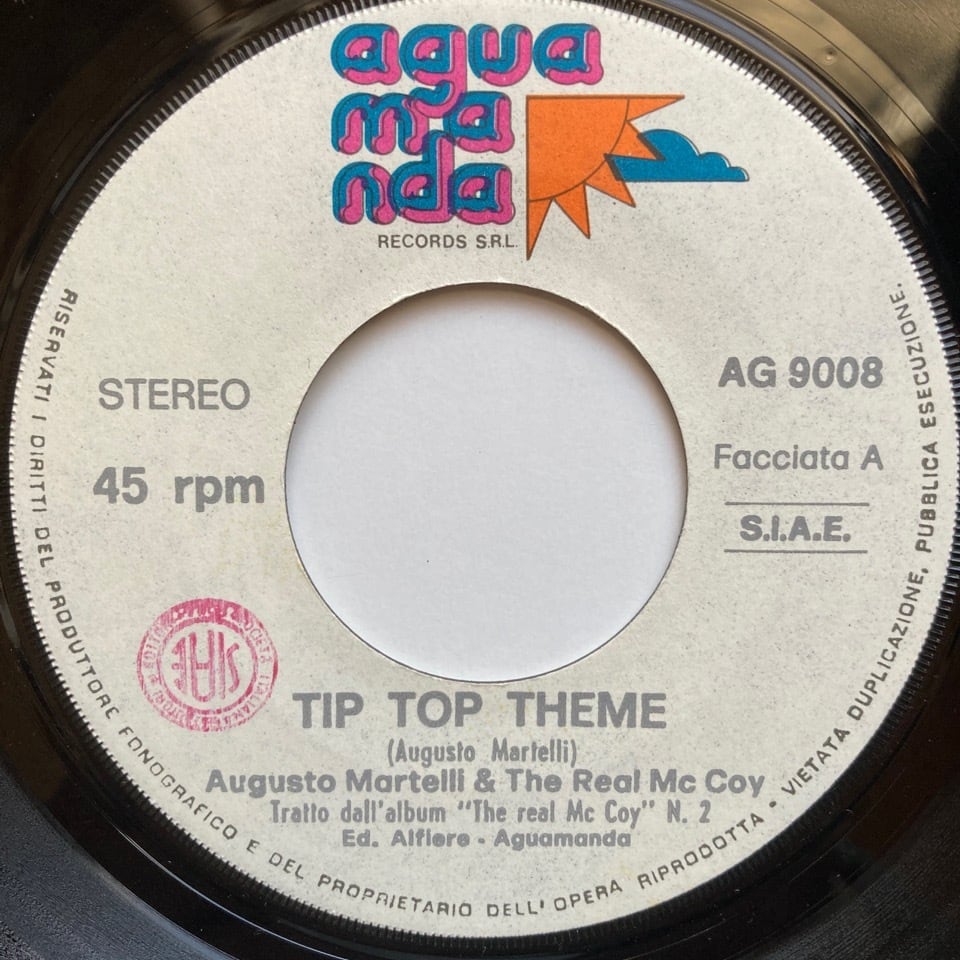 agua
ma
nda
RECORDS S.R.L.
STEREO
45 rpm
AG 9008
Facciata A
S.I.A.E.
SIAE
TIP TOP THEME
(Augusto Martelli)
Augusto Martelli & The Real Mc Coy
Tratto dall'album "The real Mc Coy" N. 2
Ed. Alfiere - Aguamanda
RISERVATI I DIRITTI DEL PRODUTTORE FONOGRAFICO E DEL PROPRIETARIO DELL'OPERA RIPRODOTTA • VIETATA DUPLICAZIONE, PUBBLICA ESECUZIONE.